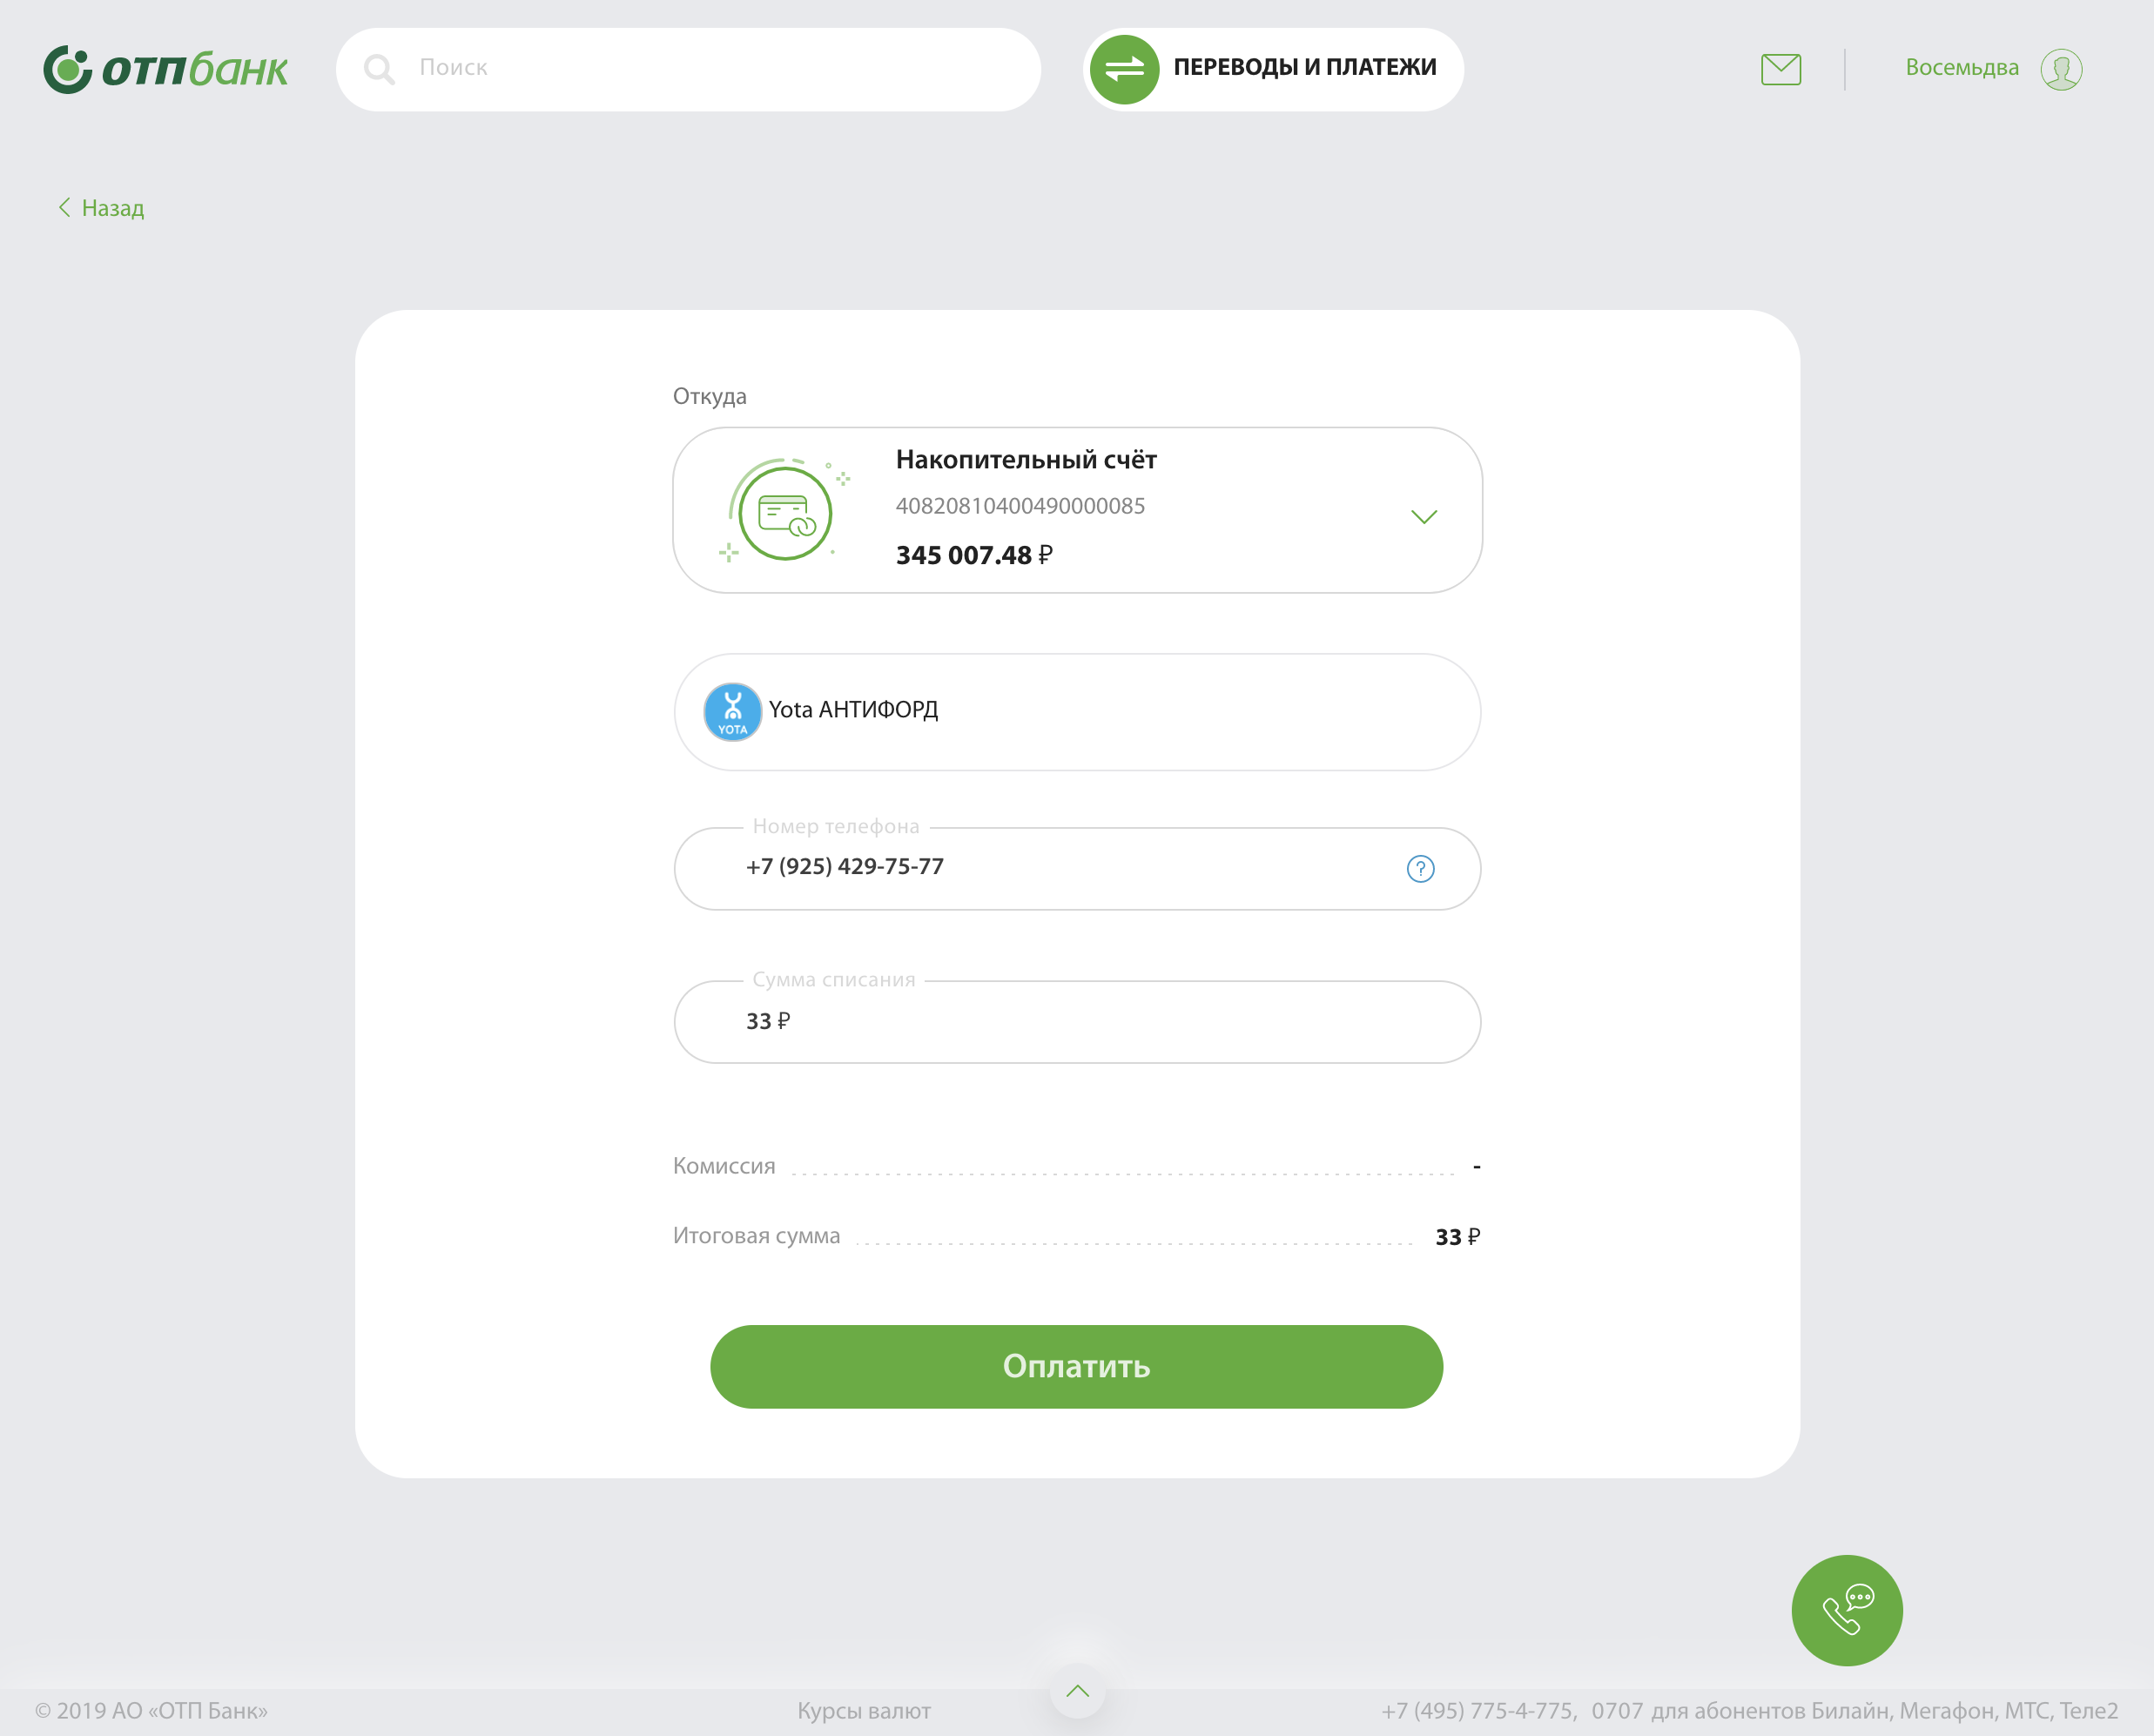 отпбанк
Поиск
ПЕРЕВОДЫ И ПЛАТЕЖИ
Восемьдва
Назад
Откуда
Накопительный счёт
40820810400490000085
345 007.48 ₽
YOTA
Yota АНТИФОРД
Номер телефона
+7 (925) 429-75-77
?
Сумма списания
33 ₽
Комиссия -
Итоговая сумма 33 ₽
Оплатить
© 2019 АО «ОТП Банк»
Курсы валют
+7 (495) 775-4-775, 0707 для абонентов Билайн, Мегафон, МТС, Теле2